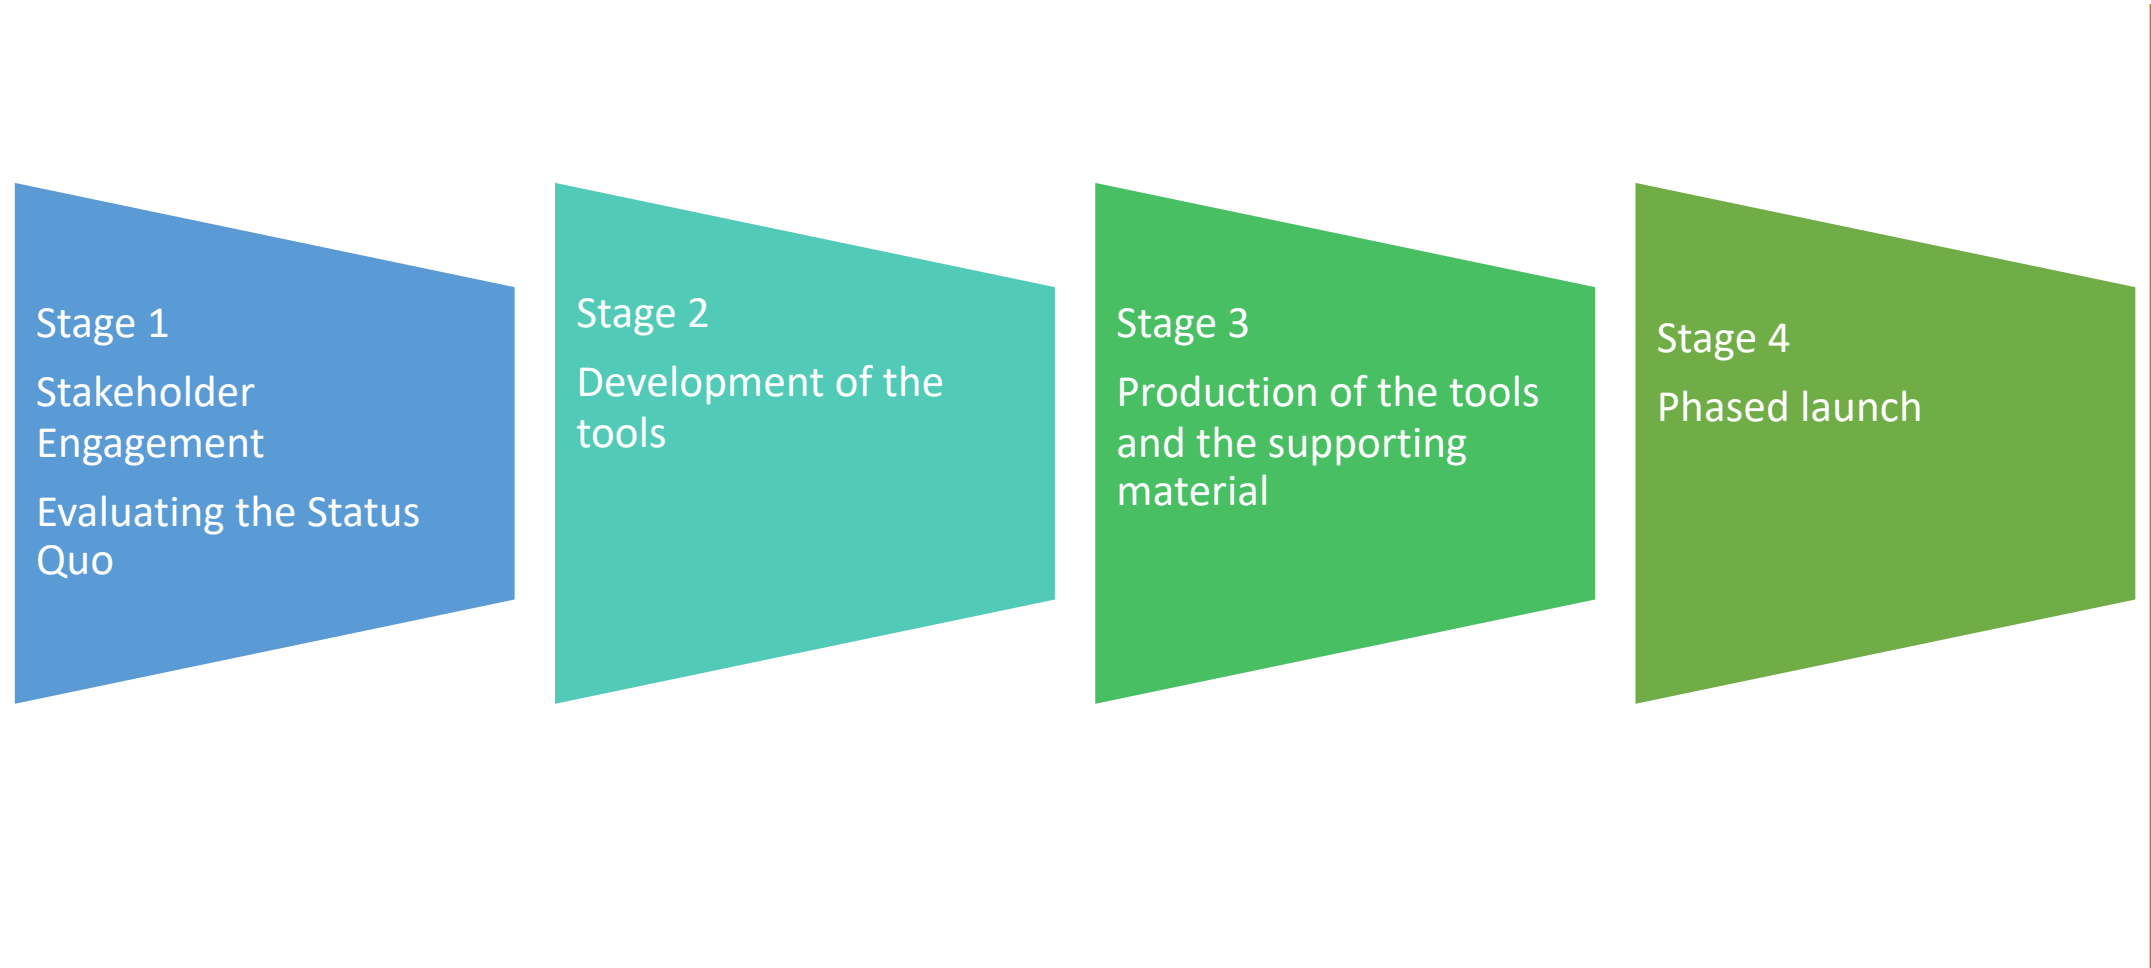 Stage 1
Stakeholder
Engagement
Evaluating the Status
Quo
Stage 2
Development of the
tools
Stage 3
Production of the tools
and the supporting
material
Stage 4
Phased launch